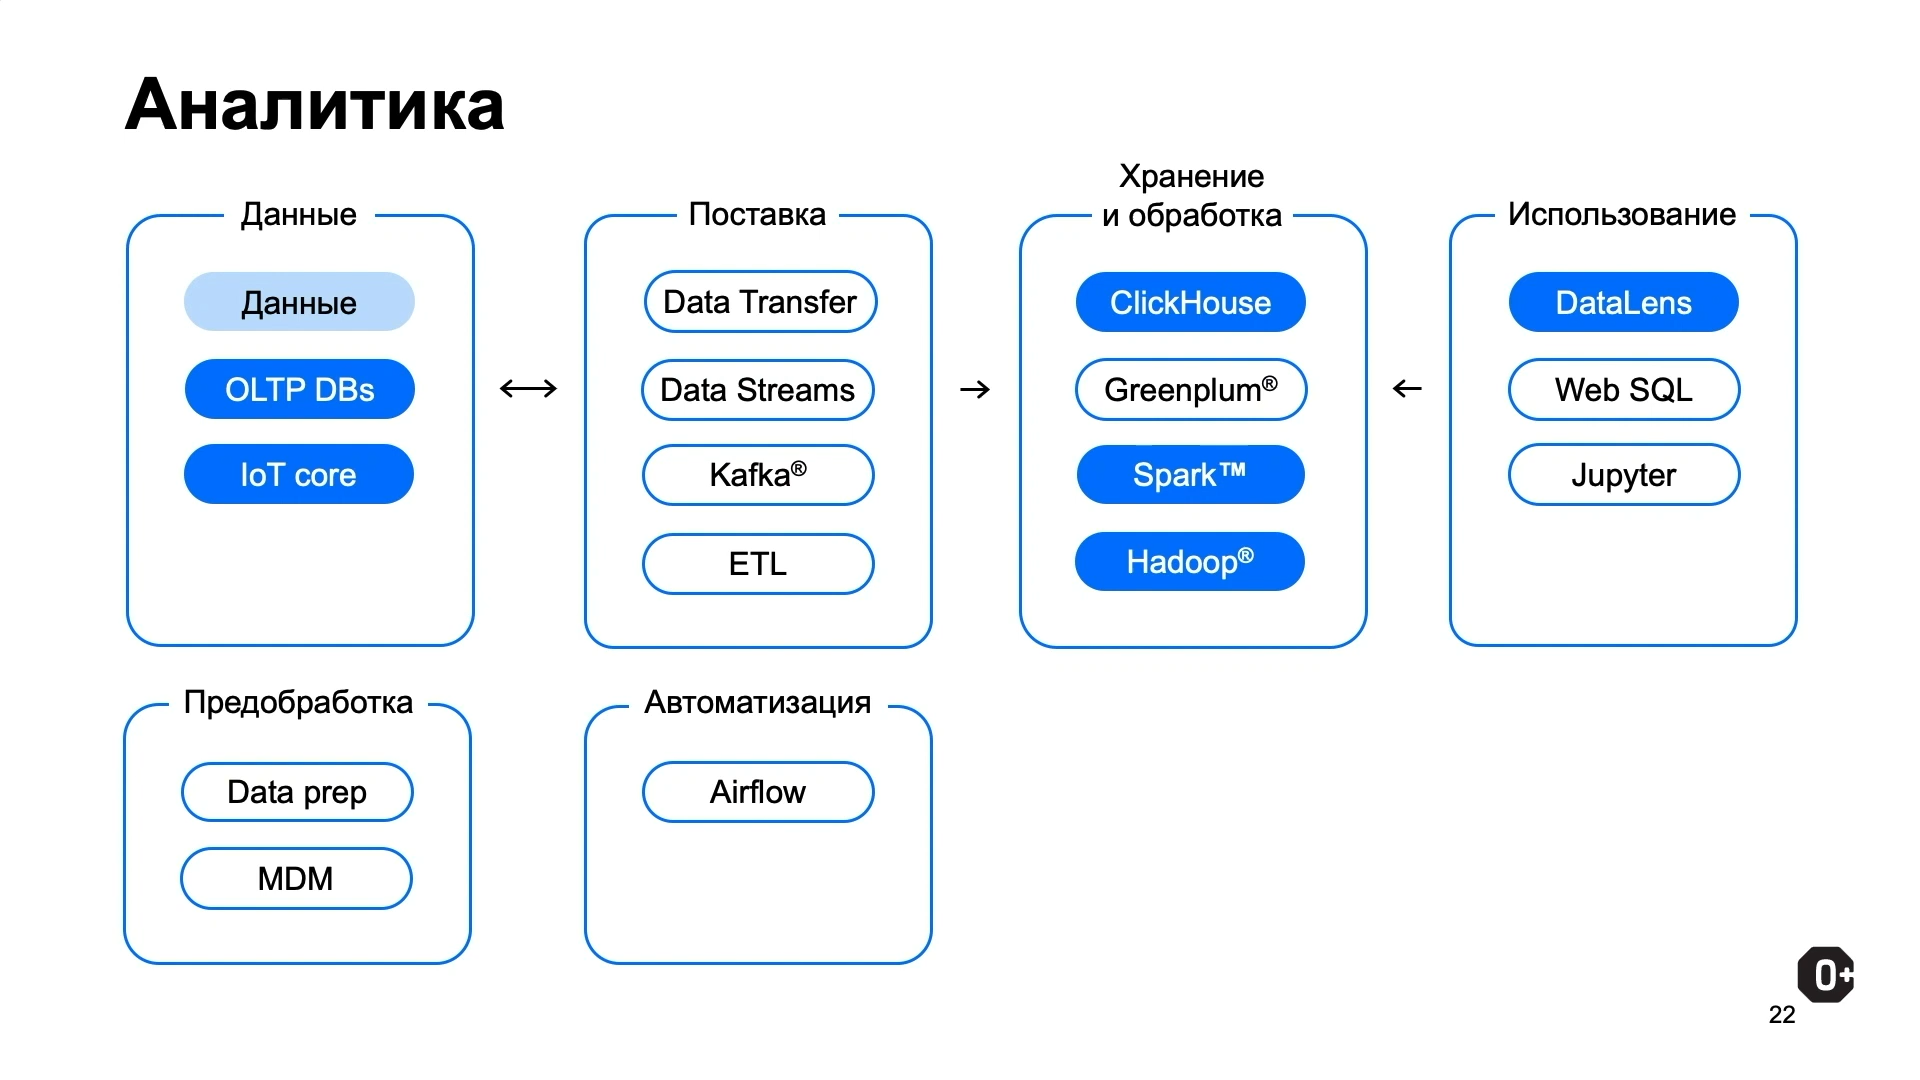 Аналитика
Данные
Данные
OLTP DBs
IoT core
Поставка
Data Transfer
Data Streams
Kafka®
ETL
Хранение
и обработка
ClickHouse
Greenplum®
Spark™
Hadoop®
Использование
DataLens
Web SQL
Jupyter
Предобработка
Data prep
MDM
Автоматизация
Airflow
0+
22